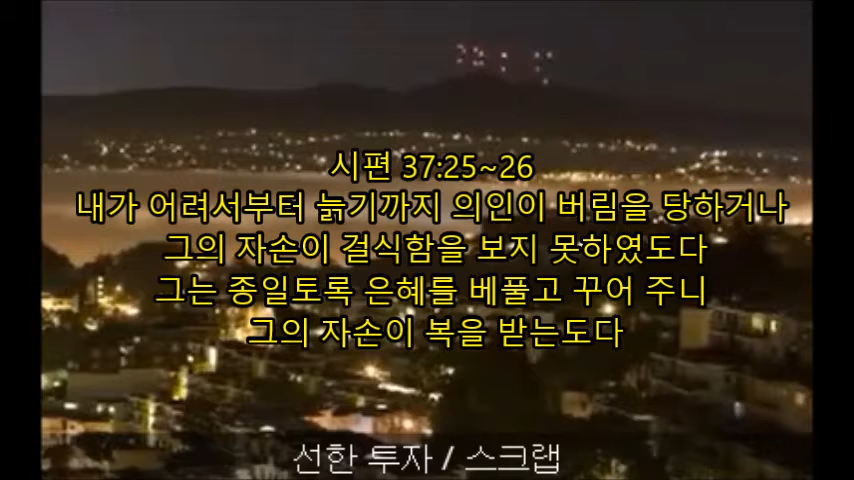 시편 37:25~26
내가 어려서부터 늙기까지 의인이 버림을 당하거나
그의 자손이 걸식함을 보지 못하였도다
그는 종일토록 은혜를 베풀고 꾸어 주니
그의 자손이 복을 받는도다
선한 투자 / 스크랩